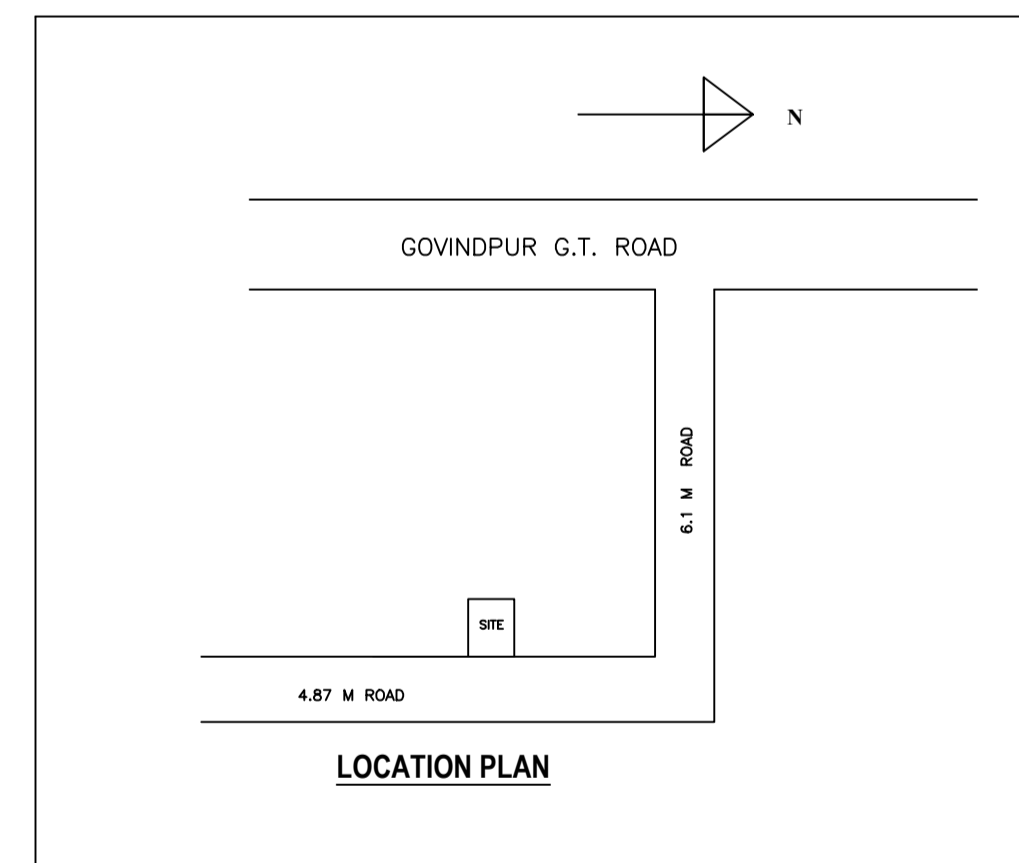 N
GOVINDPUR G.T. ROAD
6.1 M ROAD
SITE
4.87 M ROAD
LOCATION PLAN